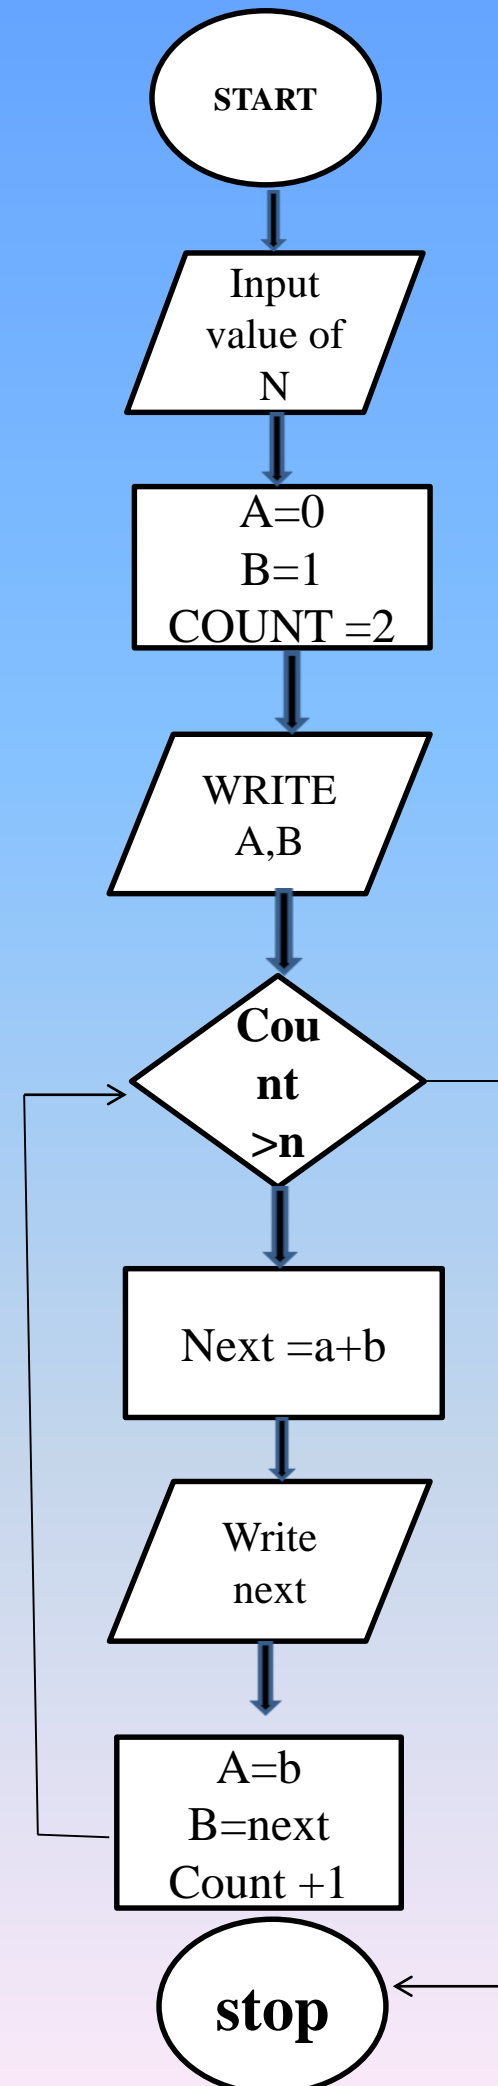 START
Input
value of
N
A=0
B=1
COUNT =2
WRITE
A,B
Cou
nt
>n
Next =a+b
Write
next
A=b
B=next
Count +1
stop